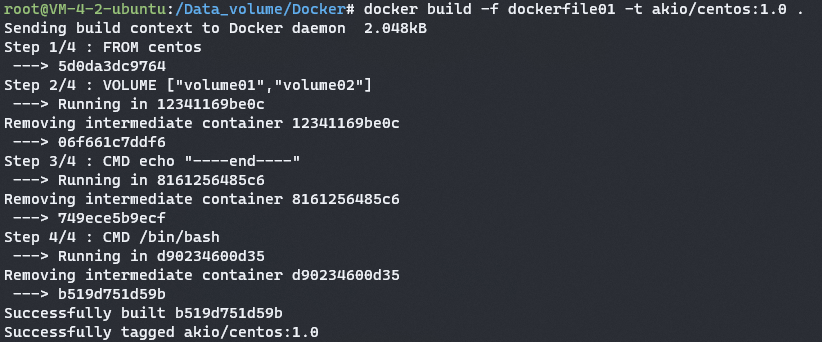 root@VM-4-2-ubuntu:/Data_volume/Docker# docker build -f dockerfile01 -t akio/centos:1.0 .
Sending build context to Docker daemon  2.048kB
Step 1/4 : FROM centos
 ---> 5d0da3dc9764
Step 2/4 : VOLUME ["volume01","volume02"]
 ---> Running in 12341169be0c
Removing intermediate container 12341169be0c
 ---> 06f661c7ddf6
Step 3/4 : CMD echo "----end----"
 ---> Running in 8161256485c6
Removing intermediate container 8161256485c6
 ---> 749ece5b9ecf
Step 4/4 : CMD /bin/bash
 ---> Running in d90234600d35
Removing intermediate container d90234600d35
 ---> b519d751d59b
Successfully built b519d751d59b
Successfully tagged akio/centos:1.0